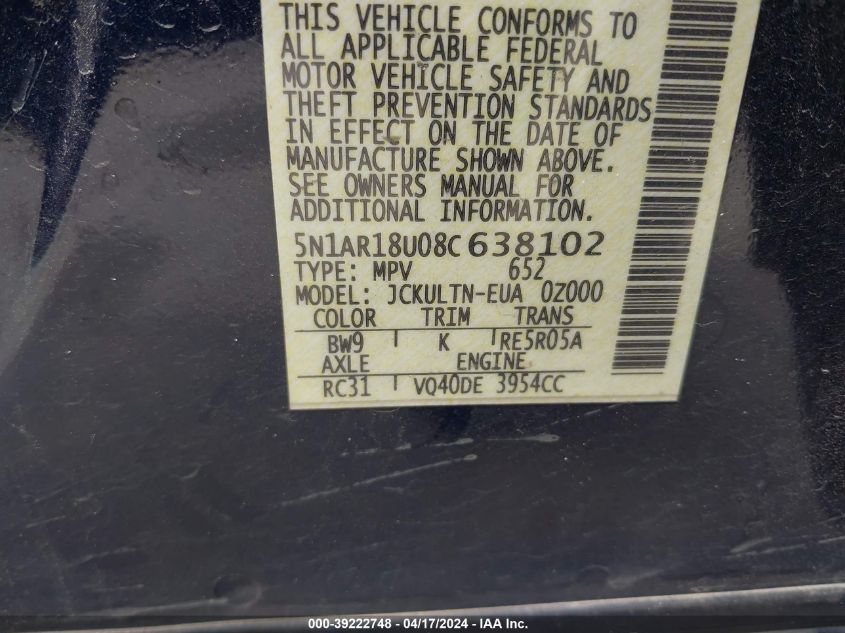 THIS VEHICLE CONFORMS TO
ALL APPLICABLE FEDERAL
MOTOR VEHICLE SAFETY AND
THEFT PREVENTION STANDARDS
IN EFFECT ON THE DATE OF
MANUFACTURE SHOWN ABOVE.
SEE OWNERS MANUAL FOR
ADDITIONAL INFORMATION.
5N1AR18U08C638102
TYPE: MPV 652
MODEL: JCKULTN-EUA 0Z000
COLOR TRIM TRANS
BW9 K RE5R05A
AXLE ENGINE
RC31 VQ40DE 3954CC
000-39222748 - 04/17/2024 - IAA Inc.